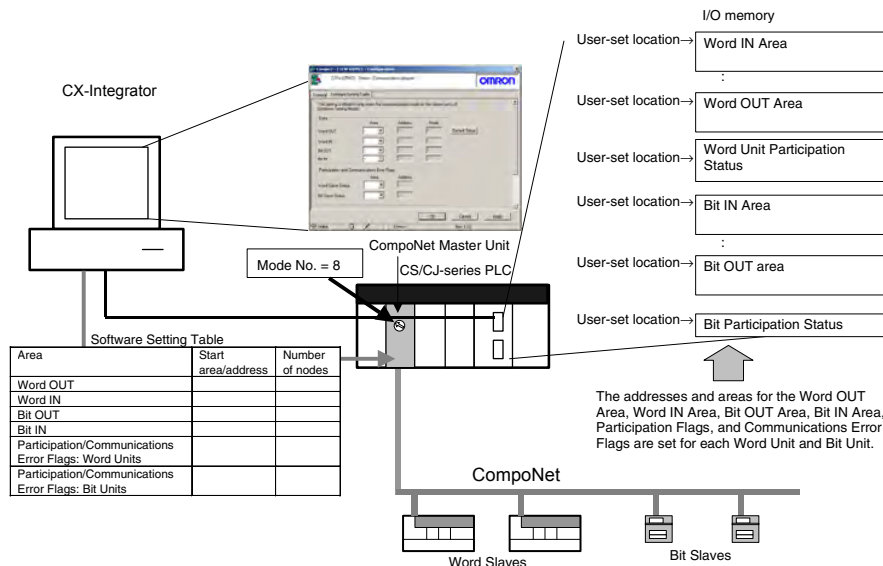 I/O memory
User-set location→ Word IN Area
:
User-set location→ Word OUT Area
User-set location→ Word Unit Participation
Status
User-set location→ Bit IN Area
:
User-set location→ Bit OUT area
User-set location→ Bit Participation Status
The addresses and areas for the Word OUT
Area, Word IN Area, Bit OUT Area, Bit IN Area,
Participation Flags, and Communications Error
Flags are set for each Word Unit and Bit Unit.
CX-Integrator
OMRON
CompoNet Master Unit
Mode No. = 8
CS/CJ-series PLC
Software Setting Table
Area Start area/address Number of nodes
Word OUT
Word IN
Bit OUT
Bit IN
Participation/Communications
Error Flags: Word Units
Participation/Communications
Error Flags: Bit Units
CompoNet
Word Slaves
Bit Slaves